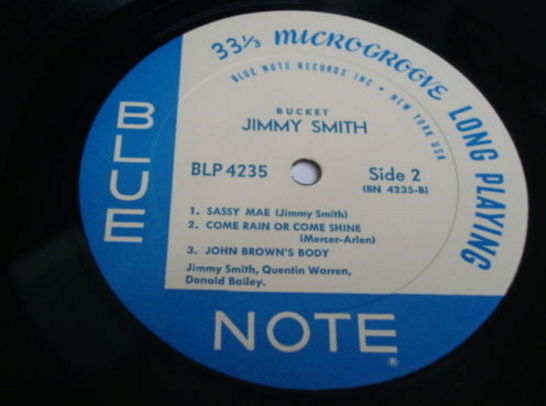 33⅓ MICROGROOVE LONG PLAYING
BLUE NOTE RECORDS INC • NEW YORK USA
BUCKET
JIMMY SMITH
BLP 4235
Side 2
(BN 4235-B)
1. SASSY MAE (Jimmy Smith)
2. COME RAIN OR COME SHINE
(Mercer-Arlen)
3. JOHN BROWN'S BODY
Jimmy Smith, Quentin Warren,
Donald Bailey.
BLUE
NOTE
®